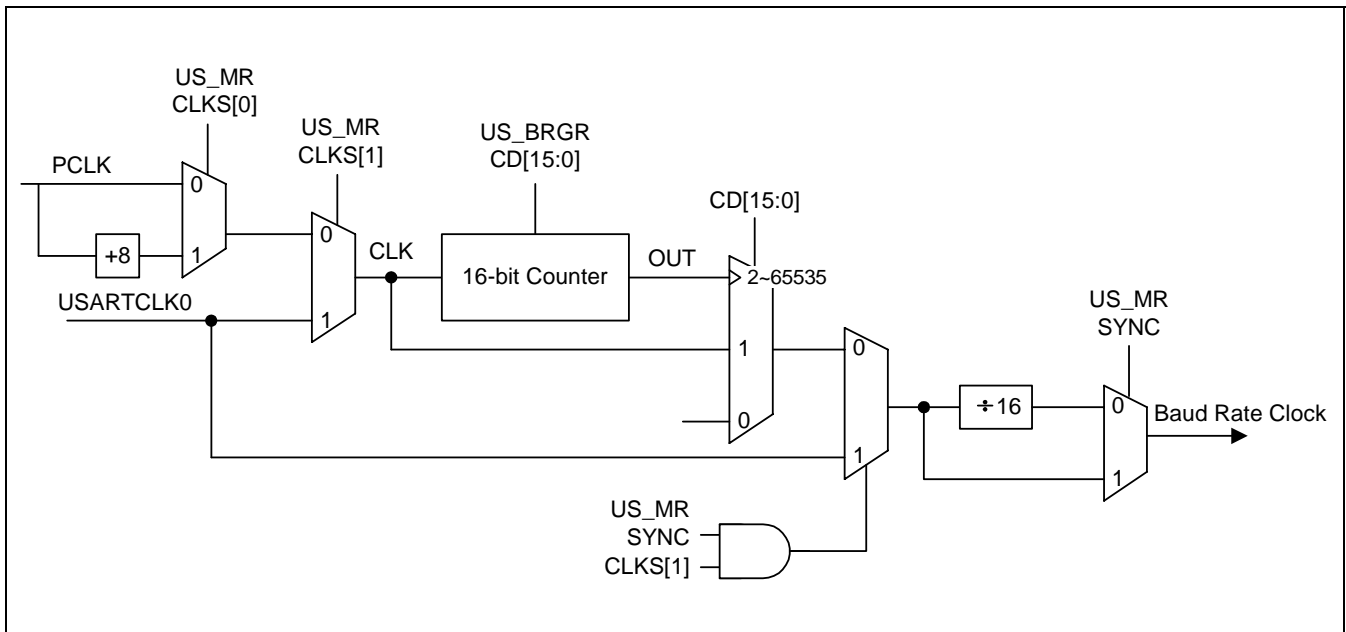 US_MR
CLKS[0]
US_MR
CLKS[1]
US_BRGR
CD[15:0]
PCLK
0
CD[15:0]
0
CLK
+8
1
16-bit Counter
OUT
2~65535
USARTCLK0
1
US_MR
SYNC
1
0
÷16
0
Baud Rate Clock
0
1
1
US_MR
SYNC
CLKS[1]